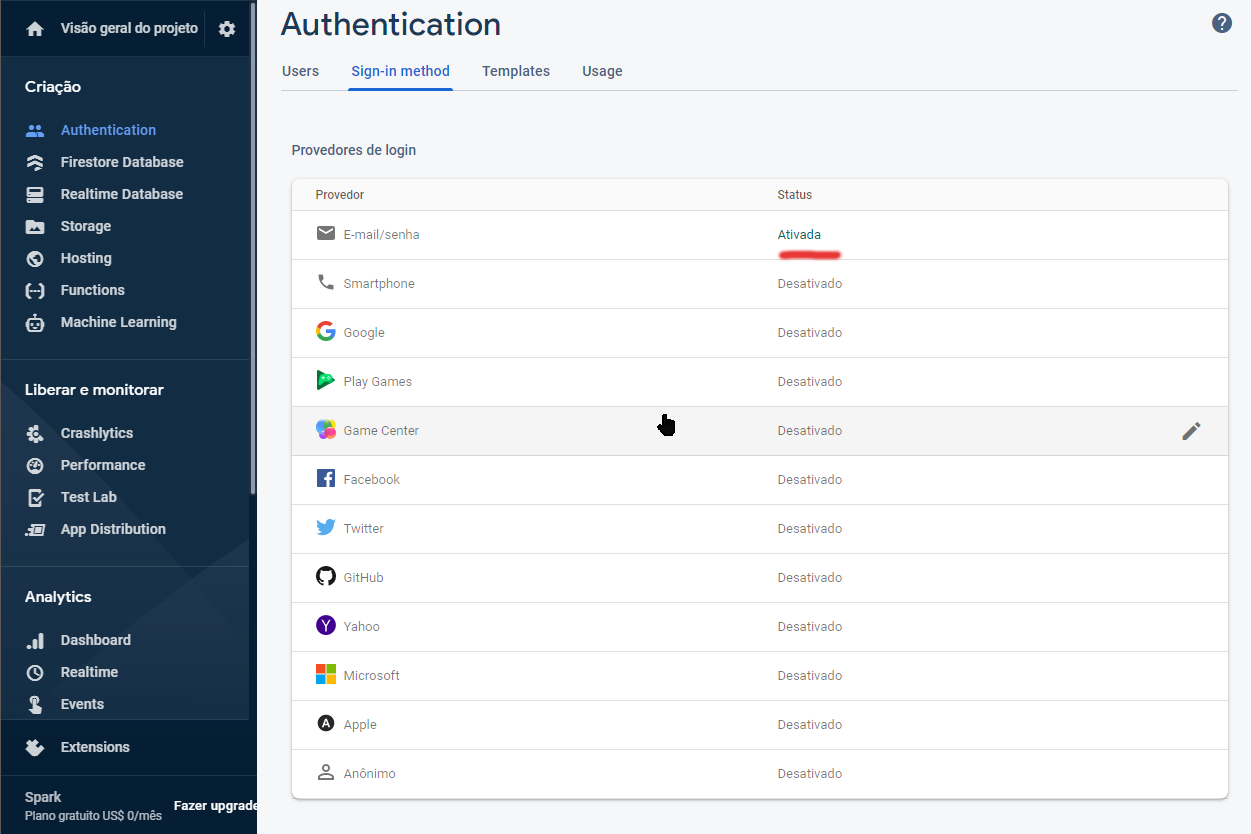 Visão geral do projeto
Criação
Authentication
Firestore Database
Realtime Database
Storage
Hosting
Functions
Machine Learning
Liberar e monitorar
Crashlytics
Performance
Test Lab
App Distribution
Analytics
Dashboard
Realtime
Events
Extensions
Spark
Plano gratuito US$ 0/mês
Fazer upgrade
Authentication
Users Sign-in method Templates Usage
Provedores de login
Provedor Status
E-mail/senha Ativada
Smartphone Desativado
Google Desativado
Play Games Desativado
Game Center Desativado
Facebook Desativado
Twitter Desativado
GitHub Desativado
Yahoo Desativado
Microsoft Desativado
Apple Desativado
Anônimo Desativado